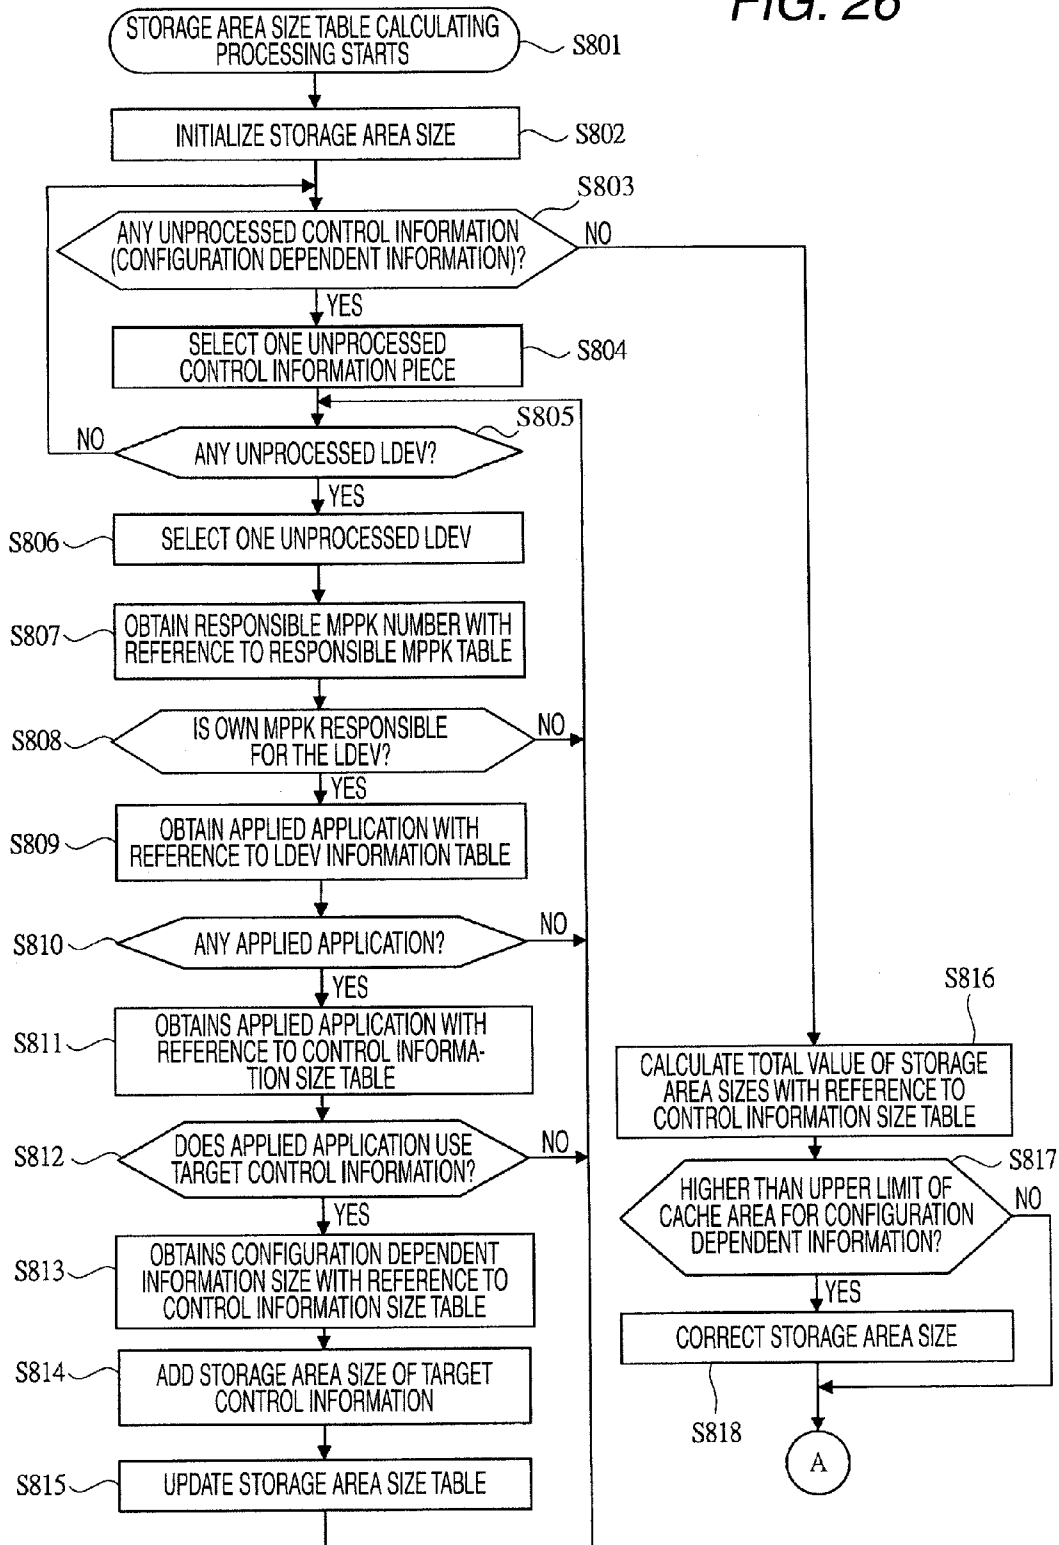 FIG. 26
STORAGE AREA SIZE TABLE CALCULATING
PROCESSING STARTS
S801
INITIALIZE STORAGE AREA SIZE
S802
S803
ANY UNPROCESSED CONTROL INFORMATION
(CONFIGURATION DEPENDENT INFORMATION)?
NO
YES
SELECT ONE UNPROCESSED
CONTROL INFORMATION PIECE
S804
S805
NO
ANY UNPROCESSED LDEV?
YES
S806
SELECT ONE UNPROCESSED LDEV
S807
OBTAIN RESPONSIBLE MPPK NUMBER WITH
REFERENCE TO RESPONSIBLE MPPK TABLE
S808
IS OWN MPPK RESPONSIBLE
FOR THE LDEV?
NO
YES
S809
OBTAIN APPLIED APPLICATION WITH
REFERENCE TO LDEV INFORMATION TABLE
S810
ANY APPLIED APPLICATION?
NO
YES
S811
OBTAINS APPLIED APPLICATION WITH
REFERENCE TO CONTROL INFORMA-
TION SIZE TABLE
S812
DOES APPLIED APPLICATION USE
TARGET CONTROL INFORMATION?
NO
YES
S813
OBTAINS CONFIGURATION DEPENDENT
INFORMATION SIZE WITH REFERENCE TO
CONTROL INFORMATION SIZE TABLE
S814
ADD STORAGE AREA SIZE OF TARGET
CONTROL INFORMATION
S815
UPDATE STORAGE AREA SIZE TABLE
S816
CALCULATE TOTAL VALUE OF STORAGE
AREA SIZES WITH REFERENCE TO
CONTROL INFORMATION SIZE TABLE
S817
HIGHER THAN UPPER LIMIT OF
CACHE AREA FOR CONFIGURATION
DEPENDENT INFORMATION?
NO
YES
CORRECT STORAGE AREA SIZE
S818
A